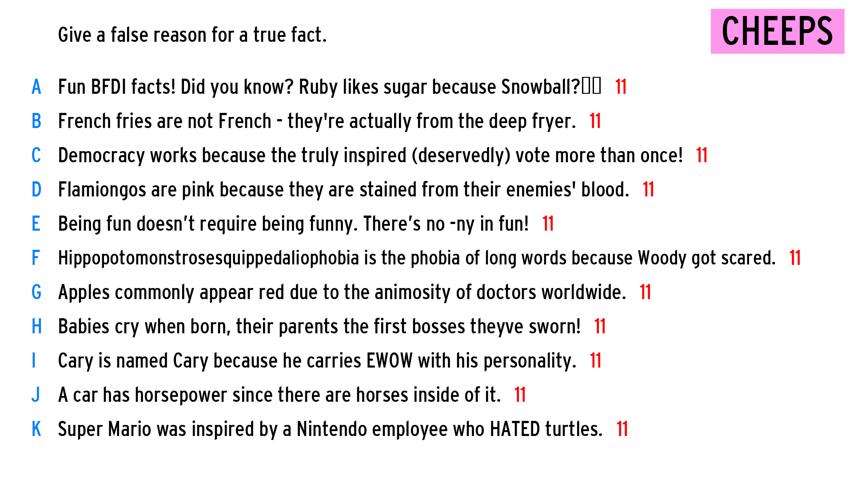 Give a false reason for a true fact.
CHEEPS
A Fun BFDI facts! Did you know? Ruby likes sugar because Snowball?▯▯ 11
B French fries are not French - they're actually from the deep fryer. 11
C Democracy works because the truly inspired (deservedly) vote more than once! 11
D Flamiongos are pink because they are stained from their enemies' blood. 11
E Being fun doesn’t require being funny. There’s no -ny in fun! 11
F Hippopotomonstrosesquippedaliophobia is the phobia of long words because Woody got scared. 11
G Apples commonly appear red due to the animosity of doctors worldwide. 11
H Babies cry when born, their parents the first bosses theyve sworn! 11
I Cary is named Cary because he carries EWOW with his personality. 11
J A car has horsepower since there are horses inside of it. 11
K Super Mario was inspired by a Nintendo employee who HATED turtles. 11